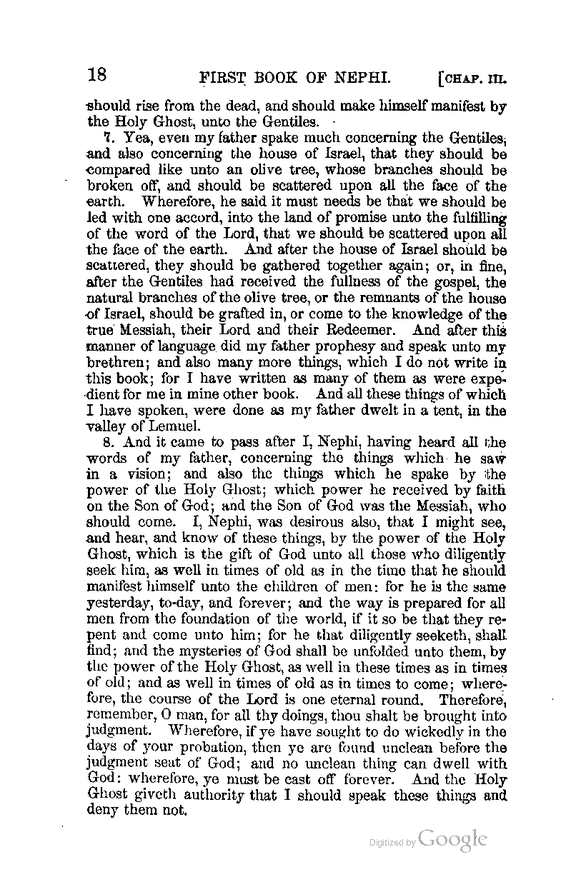 18 FIRST BOOK OF NEPHI. [CHAP. III.
should rise from the dead, and should make himself manifest by
the Holy Ghost, unto the Gentiles.
7. Yea, even my father spake much concerning the Gentiles,
and also concerning the house of Israel, that they should be
compared like unto an olive tree, whose branches should be
broken off, and should be scattered upon all the face of the
earth. Wherefore, he said it must needs be that we should be
led with one accord, into the land of promise unto the fulfilling
of the word of the Lord, that we should be scattered upon all
the face of the earth. And after the house of Israel should be
scattered, they should be gathered together again; or, in fine,
after the Gentiles had received the fullness of the gospel, the
natural branches of the olive tree, or the remnants of the house
of Israel, should be grafted in, or come to the knowledge of the
true Messiah, their Lord and their Redeemer. And after this
manner of language did my father prophesy and speak unto my
brethren; and also many more things, which I do not write in
this book; for I have written as many of them as were expe-
dient for me in mine other book. And all these things of which
I have spoken, were done as my father dwelt in a tent, in the
valley of Lemuel.
8. And it came to pass after I, Nephi, having heard all the
words of my father, concerning the things which he saw
in a vision; and also the things which he spake by the
power of the Holy Ghost; which power he received by faith
on the Son of God; and the Son of God was the Messiah, who
should come. I, Nephi, was desirous also, that I might see,
and hear, and know of these things, by the power of the Holy
Ghost, which is the gift of God unto all those who diligently
seek him, as well in times of old as in the time that he should
manifest himself unto the children of men: for he is the same
yesterday, to-day, and forever; and the way is prepared for all
men from the foundation of the world, if it so be that they re-
pent and come unto him; for he that diligently seeketh, shall
find; and the mysteries of God shall be unfolded unto them, by
the power of the Holy Ghost, as well in these times as in times
of old; and as well in times of old as in times to come; where-
fore, the course of the Lord is one eternal round. Therefore,
remember, O man, for all thy doings, thou shalt be brought into
judgment. Wherefore, if ye have sought to do wickedly in the
days of your probation, then ye are found unclean before the
judgment seat of God; and no unclean thing can dwell with
God: wherefore, ye must be cast off forever. And the Holy
Ghost giveth authority that I should speak these things and
deny them not.
Digitized by Google